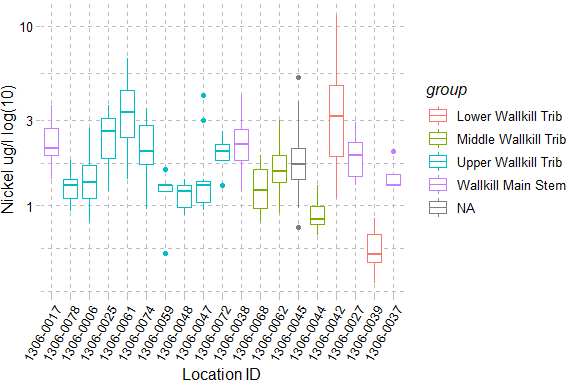 Nickel ug/l log(10)
10
3
1
1306-0017
1306-0078
1306-0006
1306-0025
1306-0061
1306-0074
1306-0059
1306-0048
1306-0047
1306-0072
1306-0038
1306-0068
1306-0062
1306-0045
1306-0044
1306-0042
1306-0027
1306-0039
1306-0037
Location ID
group
Lower Wallkill Trib
Middle Wallkill Trib
Upper Wallkill Trib
Wallkill Main Stem
NA